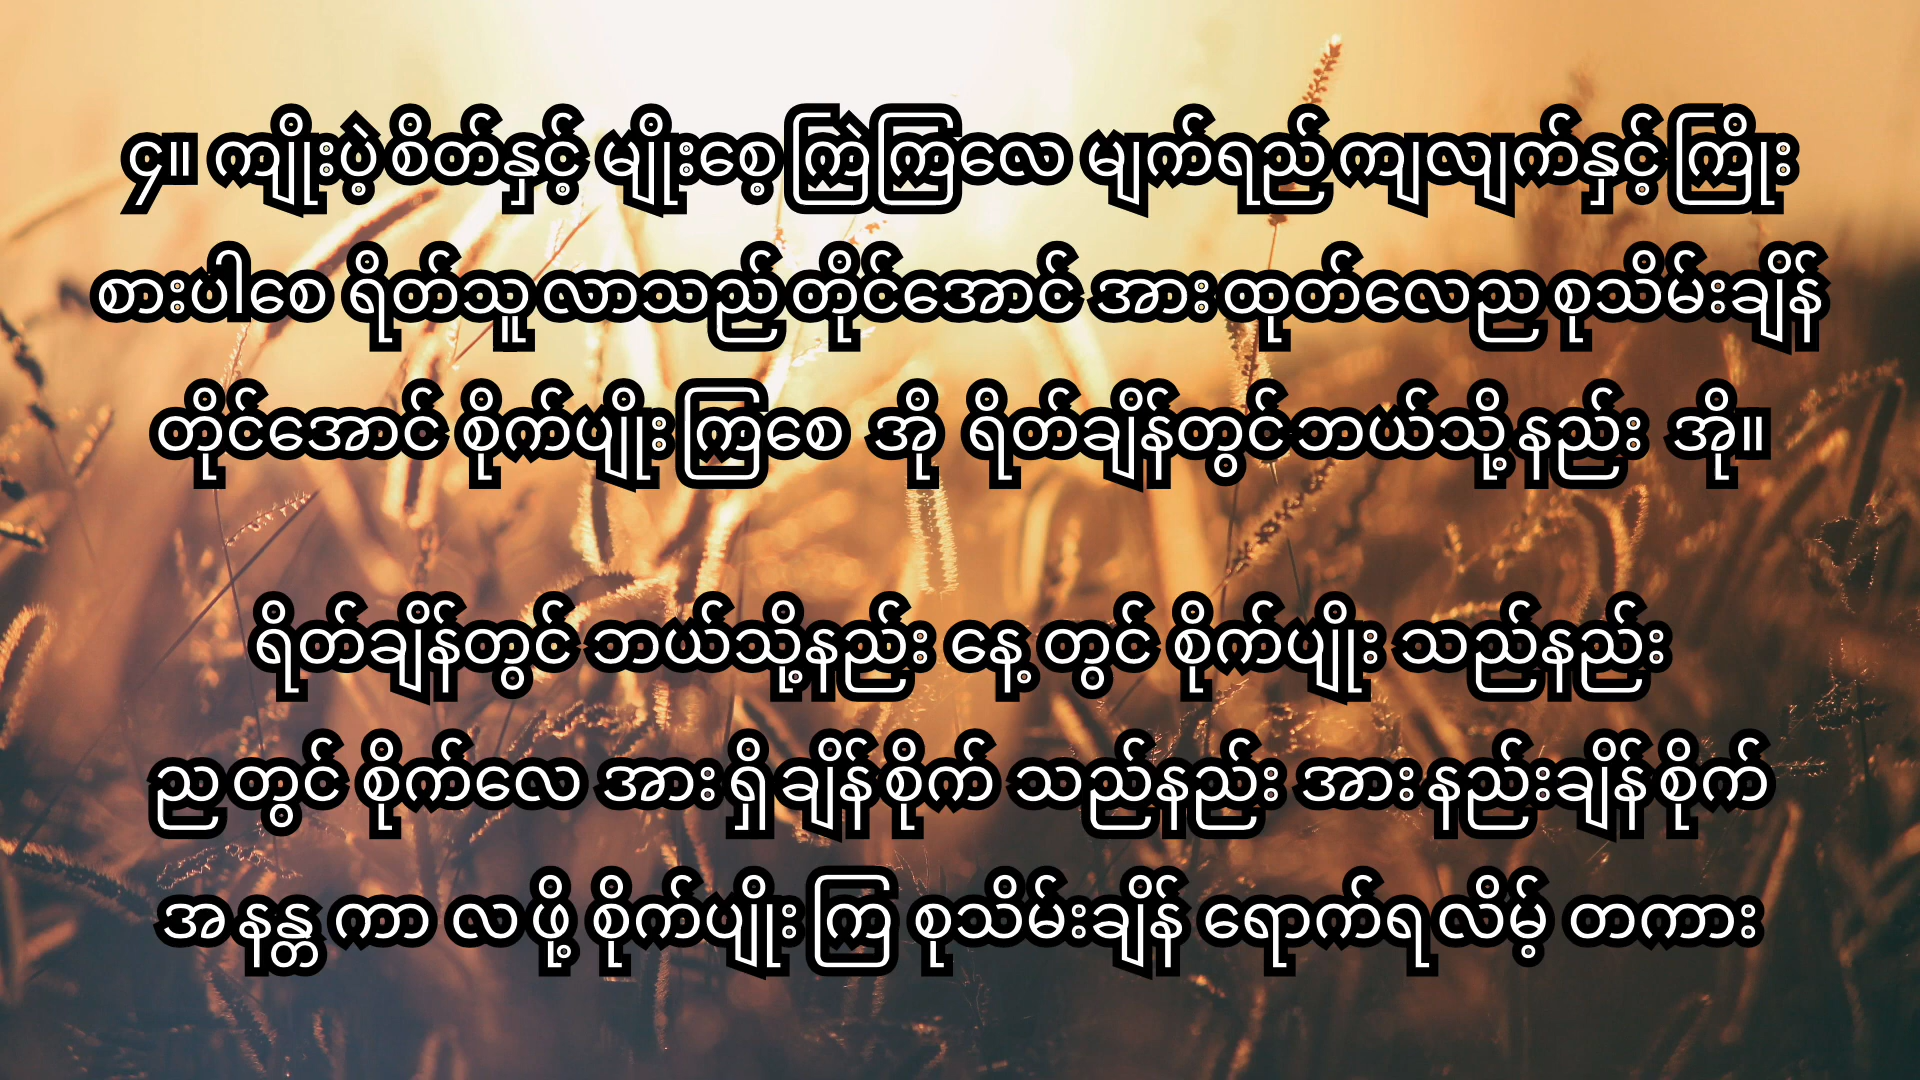 ၄။ ကျိုးပဲ့စိတ်နှင့် မျိုးစေ့ကြဲကြလေ မျက်ရည်ကျလျက်နှင့် ကြိုး
စားပါစေ ရိတ်သူလာသည်တိုင်အောင် အားထုတ်လေညစုသိမ်းချိန်
တိုင်အောင် စိုက်ပျိုးကြစေ အို ရိတ်ချိန်တွင်ဘယ်သို့နည်း အို။
ရိတ်ချိန်တွင် ဘယ်သို့နည်း နေ့တွင် စိုက်ပျိုး သည်နည်း
ညတွင် စိုက်လေ အားရှိချိန်စိုက် သည်နည်း အားနည်းချိန်စိုက်
အနန္တ ကာ လဖို့ စိုက်ပျိုးကြ စုသိမ်းချိန် ရောက်ရလိမ့် တကား